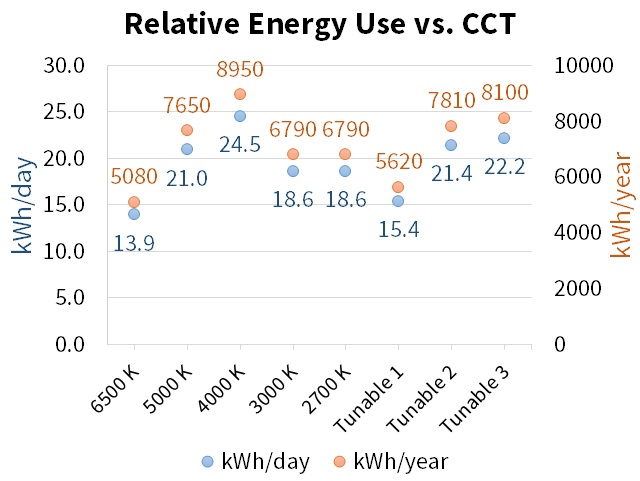 Relative Energy Use vs. CCT
30.0
25.0
20.0
15.0
10.0
5.0
0.0
kWh/day
10000
8000
6000
4000
2000
0
kWh/year
5080
7650
8950
6790
6790
5620
7810
8100
13.9
21.0
24.5
18.6
18.6
15.4
21.4
22.2
6500 K
5000 K
4000 K
3000 K
2700 K
Tunable 1
Tunable 2
Tunable 3
kWh/day
kWh/year